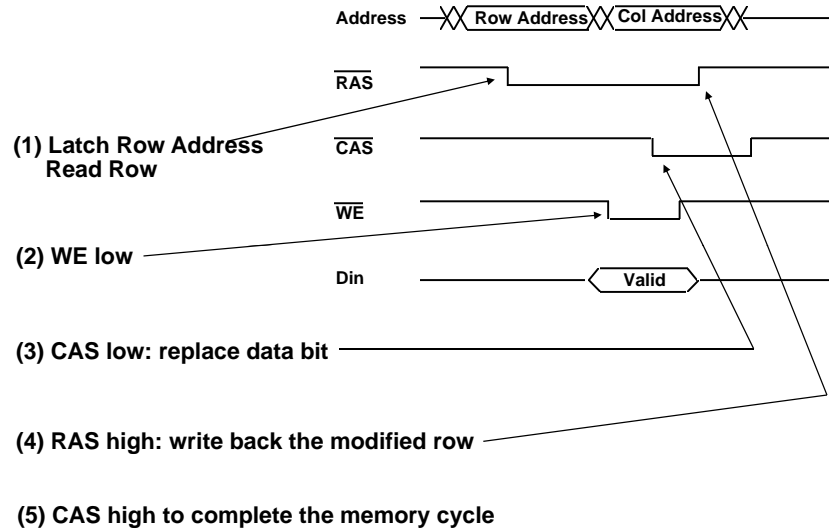 Address
Row Address
Col Address
RAS
(1) Latch Row Address
Read Row
CAS
WE
(2) WE low
Din
Valid
(3) CAS low: replace data bit
(4) RAS high: write back the modified row
(5) CAS high to complete the memory cycle